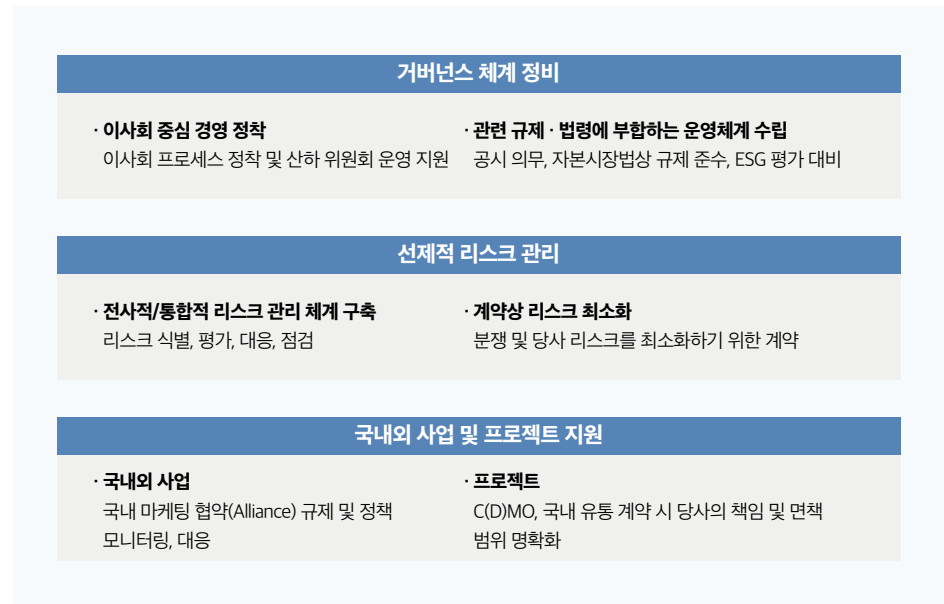 거버넌스 체계 정비
· 이사회 중심 경영 정착
이사회 프로세스 정착 및 산하 위원회 운영 지원
· 관련 규제 · 법령에 부합하는 운영체계 수립
공시 의무, 자본시장법상 규제 준수, ESG 평가 대비
선제적 리스크 관리
· 전사적/통합적 리스크 관리 체계 구축
리스크 식별, 평가, 대응, 점검
· 계약상 리스크 최소화
분쟁 및 당사 리스크를 최소화하기 위한 계약
국내외 사업 및 프로젝트 지원
· 국내외 사업
국내 마케팅 협약(Alliance) 규제 및 정책
모니터링, 대응
· 프로젝트
C(D)MO, 국내 유통 계약 시 당사의 책임 및 면책
범위 명확화